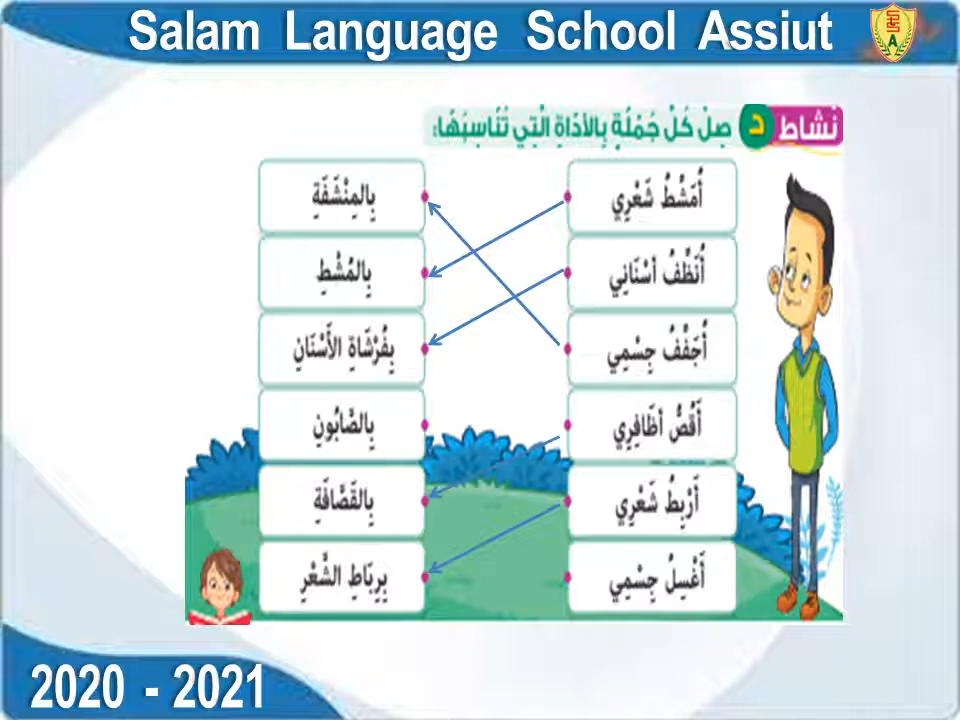 Salam Language School Assiut
نشاط د صِلْ كُلَّ جُمْلَةٍ بِالأَدَاةِ الَّتِي تُنَاسِبُهَا:
أُمَشِّطُ شَعْرِي
بِالمِنْشَفَةِ
أُنَظِّفُ أَسْنَانِي
بِالمُشْطِ
أُجَفِّفُ جِسْمِي
بِفُرْشَاةِ الأَسْنَانِ
أَقُصُّ أَظَافِرِي
بِالصَّابُونِ
أَرْبِطُ شَعْرِي
بِالقَصَّافَةِ
أَغْسِلُ جِسْمِي
بِرِبَاطِ الشَّعْرِ
2020 - 2021